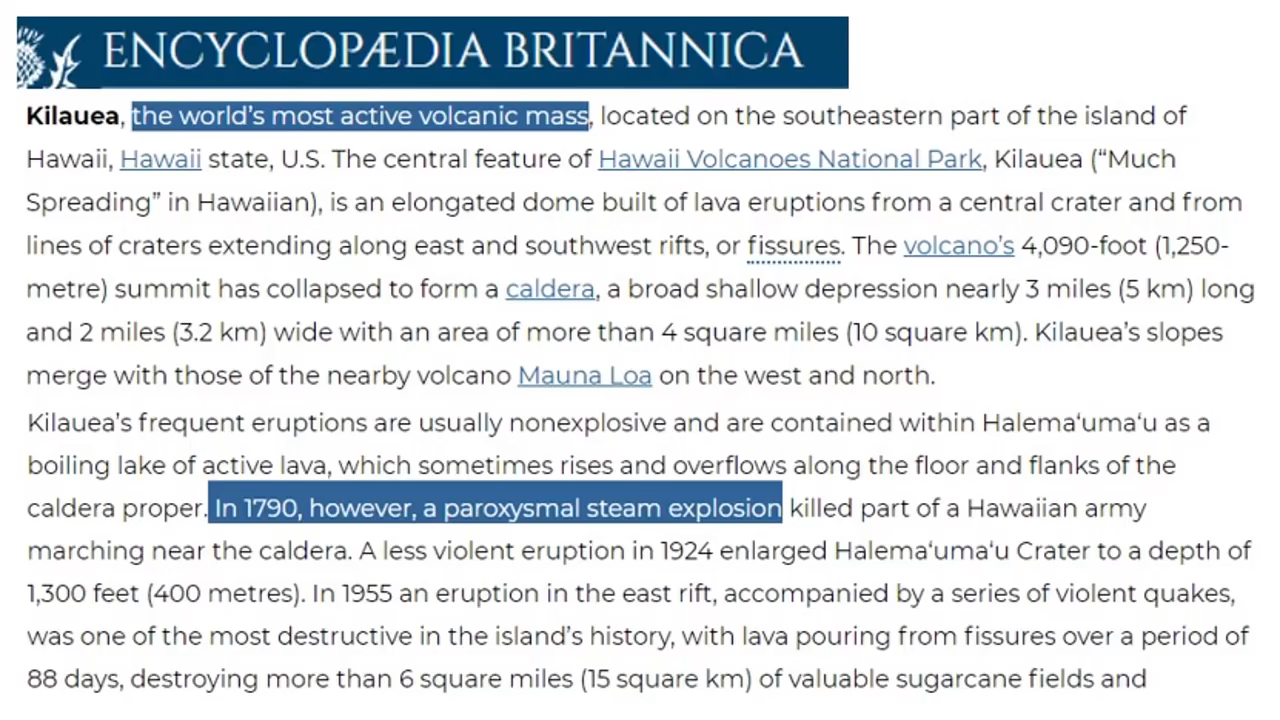 ENCYCLOPÆDIA BRITANNICA
Kilauea, the world's most active volcanic mass, located on the southeastern part of the island of
Hawaii, Hawaii state, U.S. The central feature of Hawaii Volcanoes National Park, Kilauea (“Much
Spreading” in Hawaiian), is an elongated dome built of lava eruptions from a central crater and from
lines of craters extending along east and southwest rifts, or fissures. The volcano's 4,090-foot (1,250-
metre) summit has collapsed to form a caldera, a broad shallow depression nearly 3 miles (5 km) long
and 2 miles (3.2 km) wide with an area of more than 4 square miles (10 square km). Kilauea's slopes
merge with those of the nearby volcano Mauna Loa on the west and north.
Kilauea's frequent eruptions are usually nonexplosive and are contained within Halema‘uma‘u as a
boiling lake of active lava, which sometimes rises and overflows along the floor and flanks of the
caldera proper. In 1790, however, a paroxysmal steam explosion killed part of a Hawaiian army
marching near the caldera. A less violent eruption in 1924 enlarged Halema‘uma‘u Crater to a depth of
1,300 feet (400 metres). In 1955 an eruption in the east rift, accompanied by a series of violent quakes,
was one of the most destructive in the island's history, with lava pouring from fissures over a period of
88 days, destroying more than 6 square miles (15 square km) of valuable sugarcane fields and